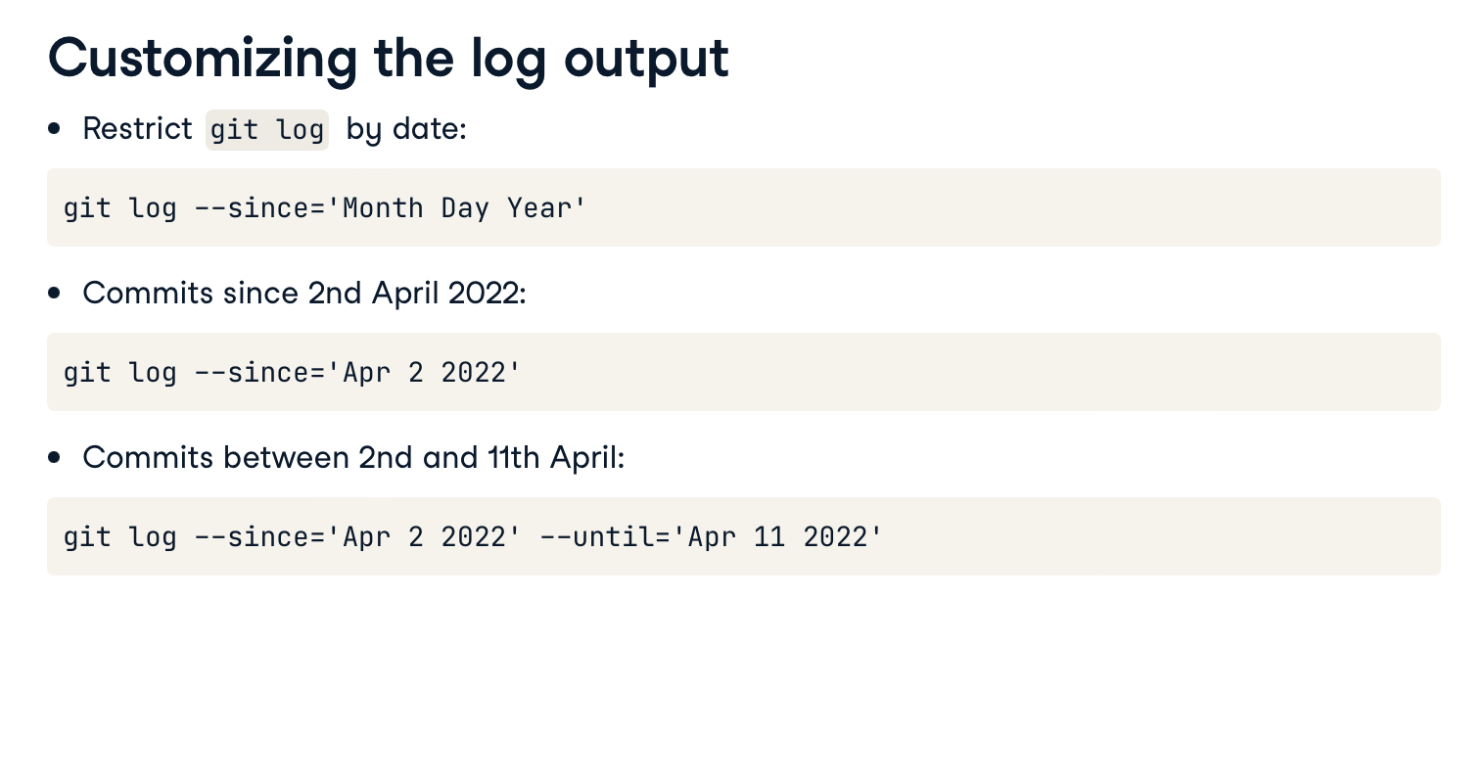 Customizing the log output
• Restrict git log by date:
git log --since='Month Day Year'
• Commits since 2nd April 2022:
git log --since='Apr 2 2022'
• Commits between 2nd and 11th April:
git log --since='Apr 2 2022' --until='Apr 11 2022'